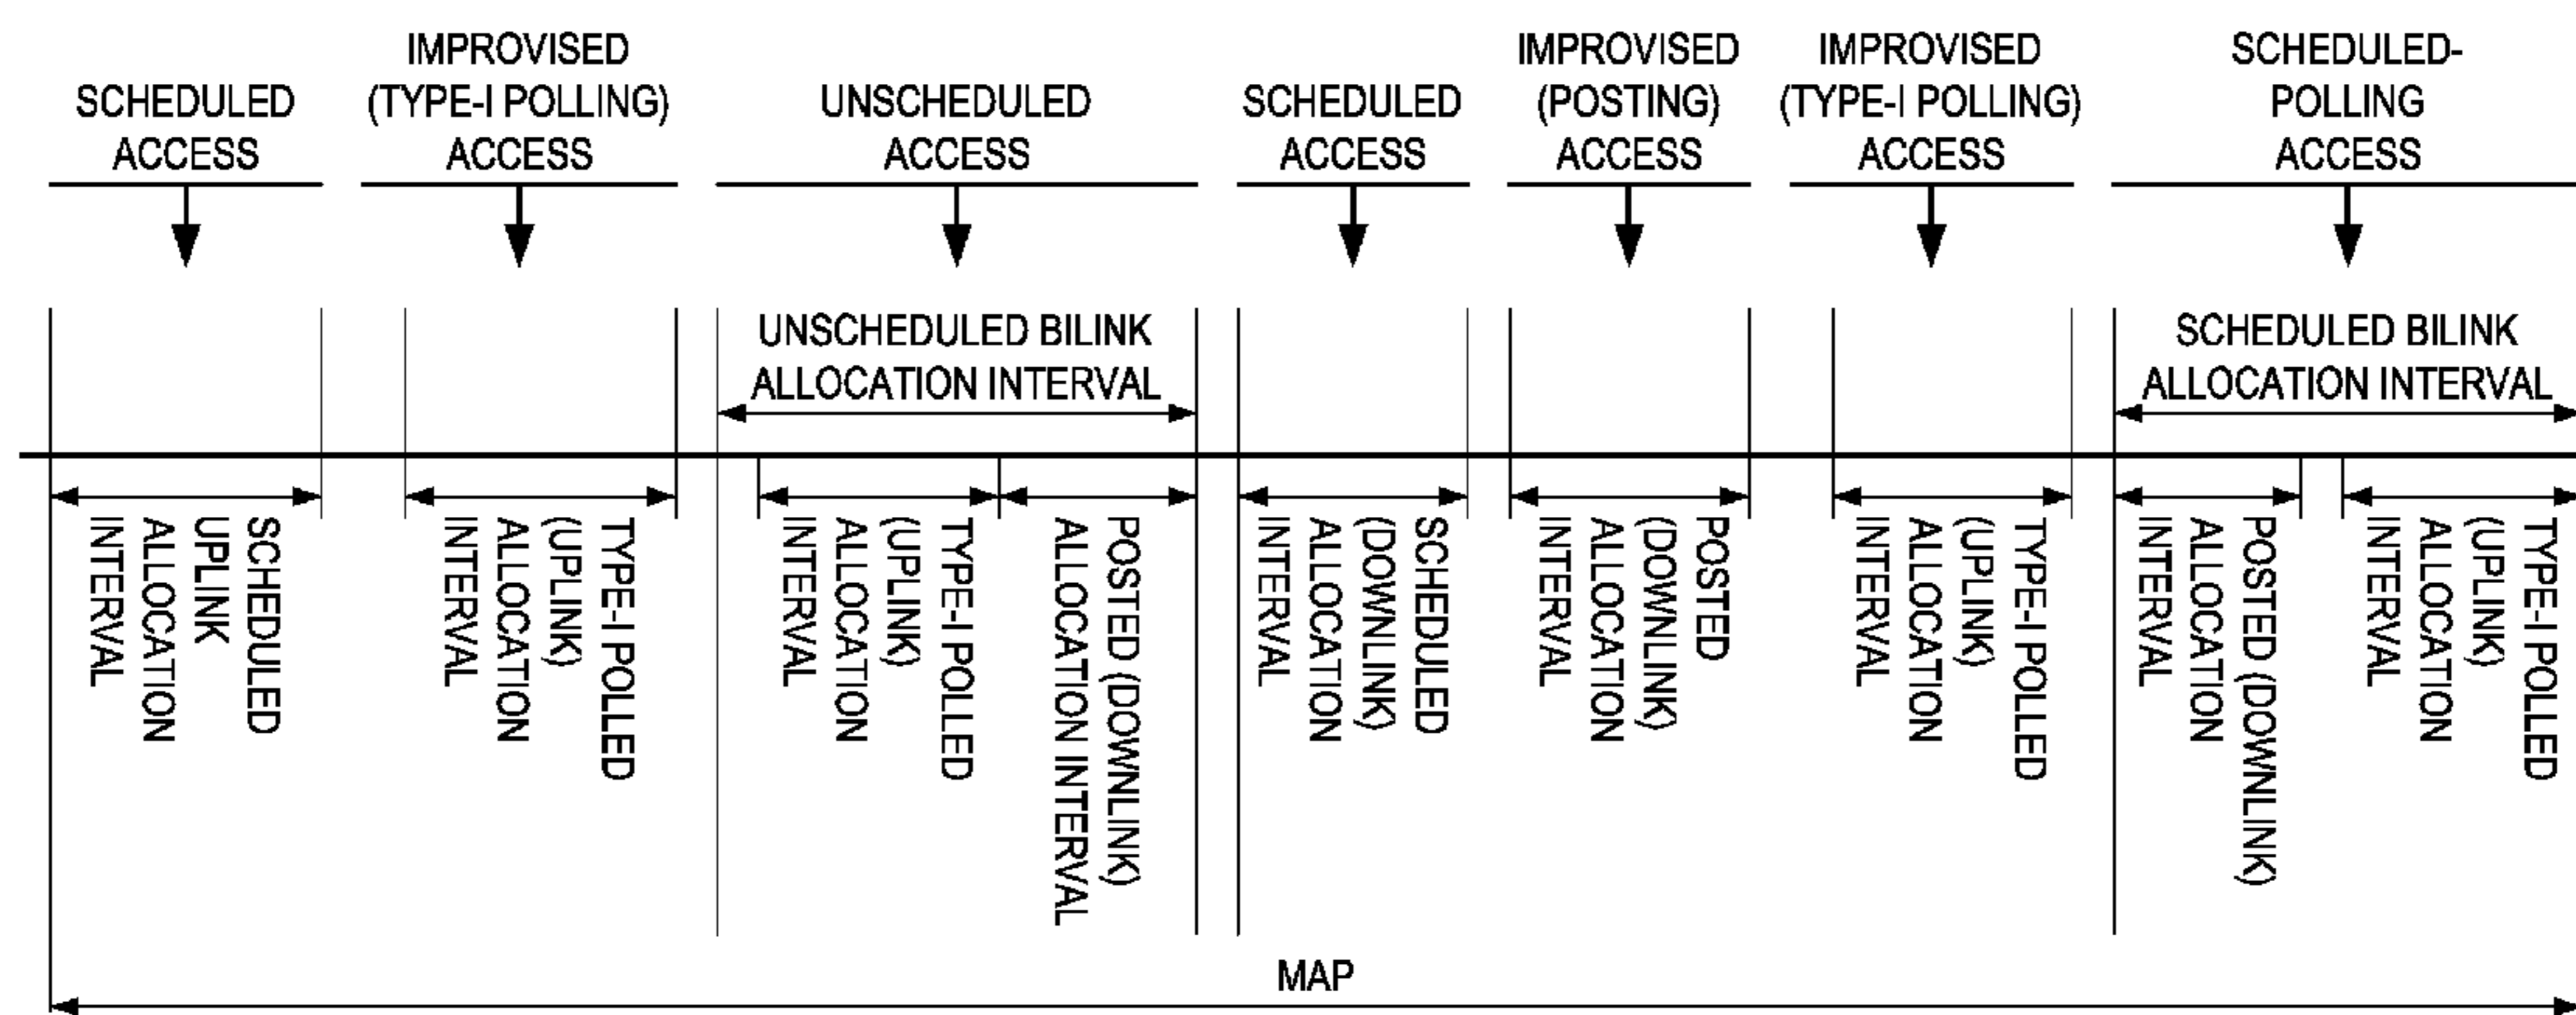 SCHEDULED
ACCESS
IMPROVISED
(TYPE-I POLLING)
ACCESS
UNSCHEDULED
ACCESS
SCHEDULED
ACCESS
IMPROVISED
(POSTING)
ACCESS
IMPROVISED
(TYPE-I POLLING)
ACCESS
SCHEDULED-
POLLING
ACCESS
UNSCHEDULED BILINK
ALLOCATION INTERVAL
SCHEDULED BILINK
ALLOCATION INTERVAL
SCHEDULED
UPLINK
ALLOCATION
INTERVAL
TYPE-I POLLED
(UPLINK)
ALLOCATION
INTERVAL
TYPE-I POLLED
(UPLINK)
ALLOCATION
INTERVAL
POSTED (DOWNLINK)
ALLOCATION INTERVAL
SCHEDULED
(DOWNLINK)
ALLOCATION
INTERVAL
POSTED
(DOWNLINK)
ALLOCATION
INTERVAL
TYPE-I POLLED
(UPLINK)
ALLOCATION
INTERVAL
POSTED (DOWNLINK)
ALLOCATION
INTERVAL
TYPE-I POLLED
(UPLINK)
ALLOCATION
INTERVAL
MAP